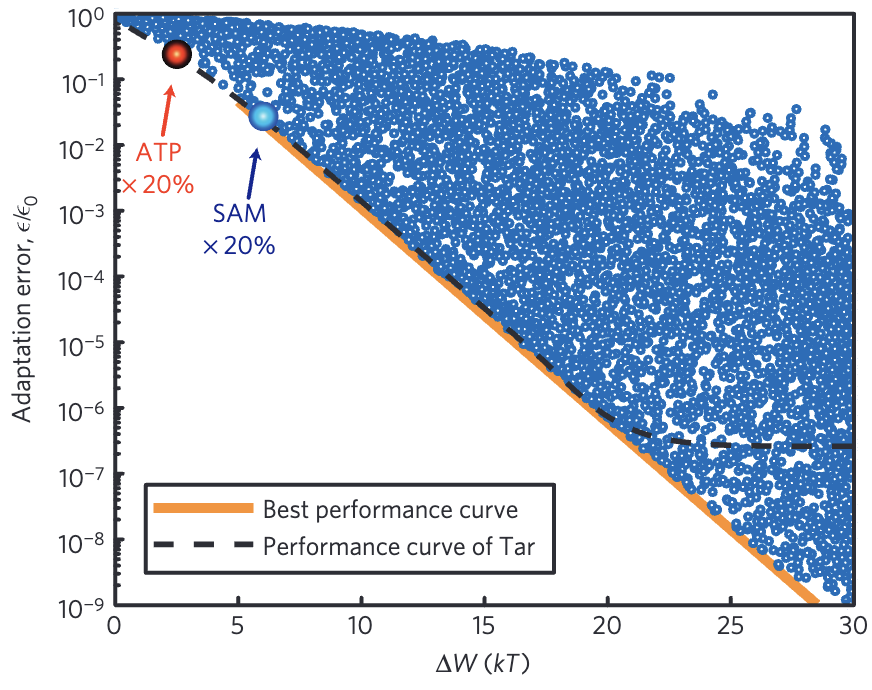 10⁰
10⁻¹
10⁻²
10⁻³
10⁻⁴
10⁻⁵
10⁻⁶
10⁻⁷
10⁻⁸
10⁻⁹
Adaptation error, ϵ/ϵ₀
ATP
× 20%
SAM
× 20%
Best performance curve
Performance curve of Tar
0 5 10 15 20 25 30
ΔW (kT)